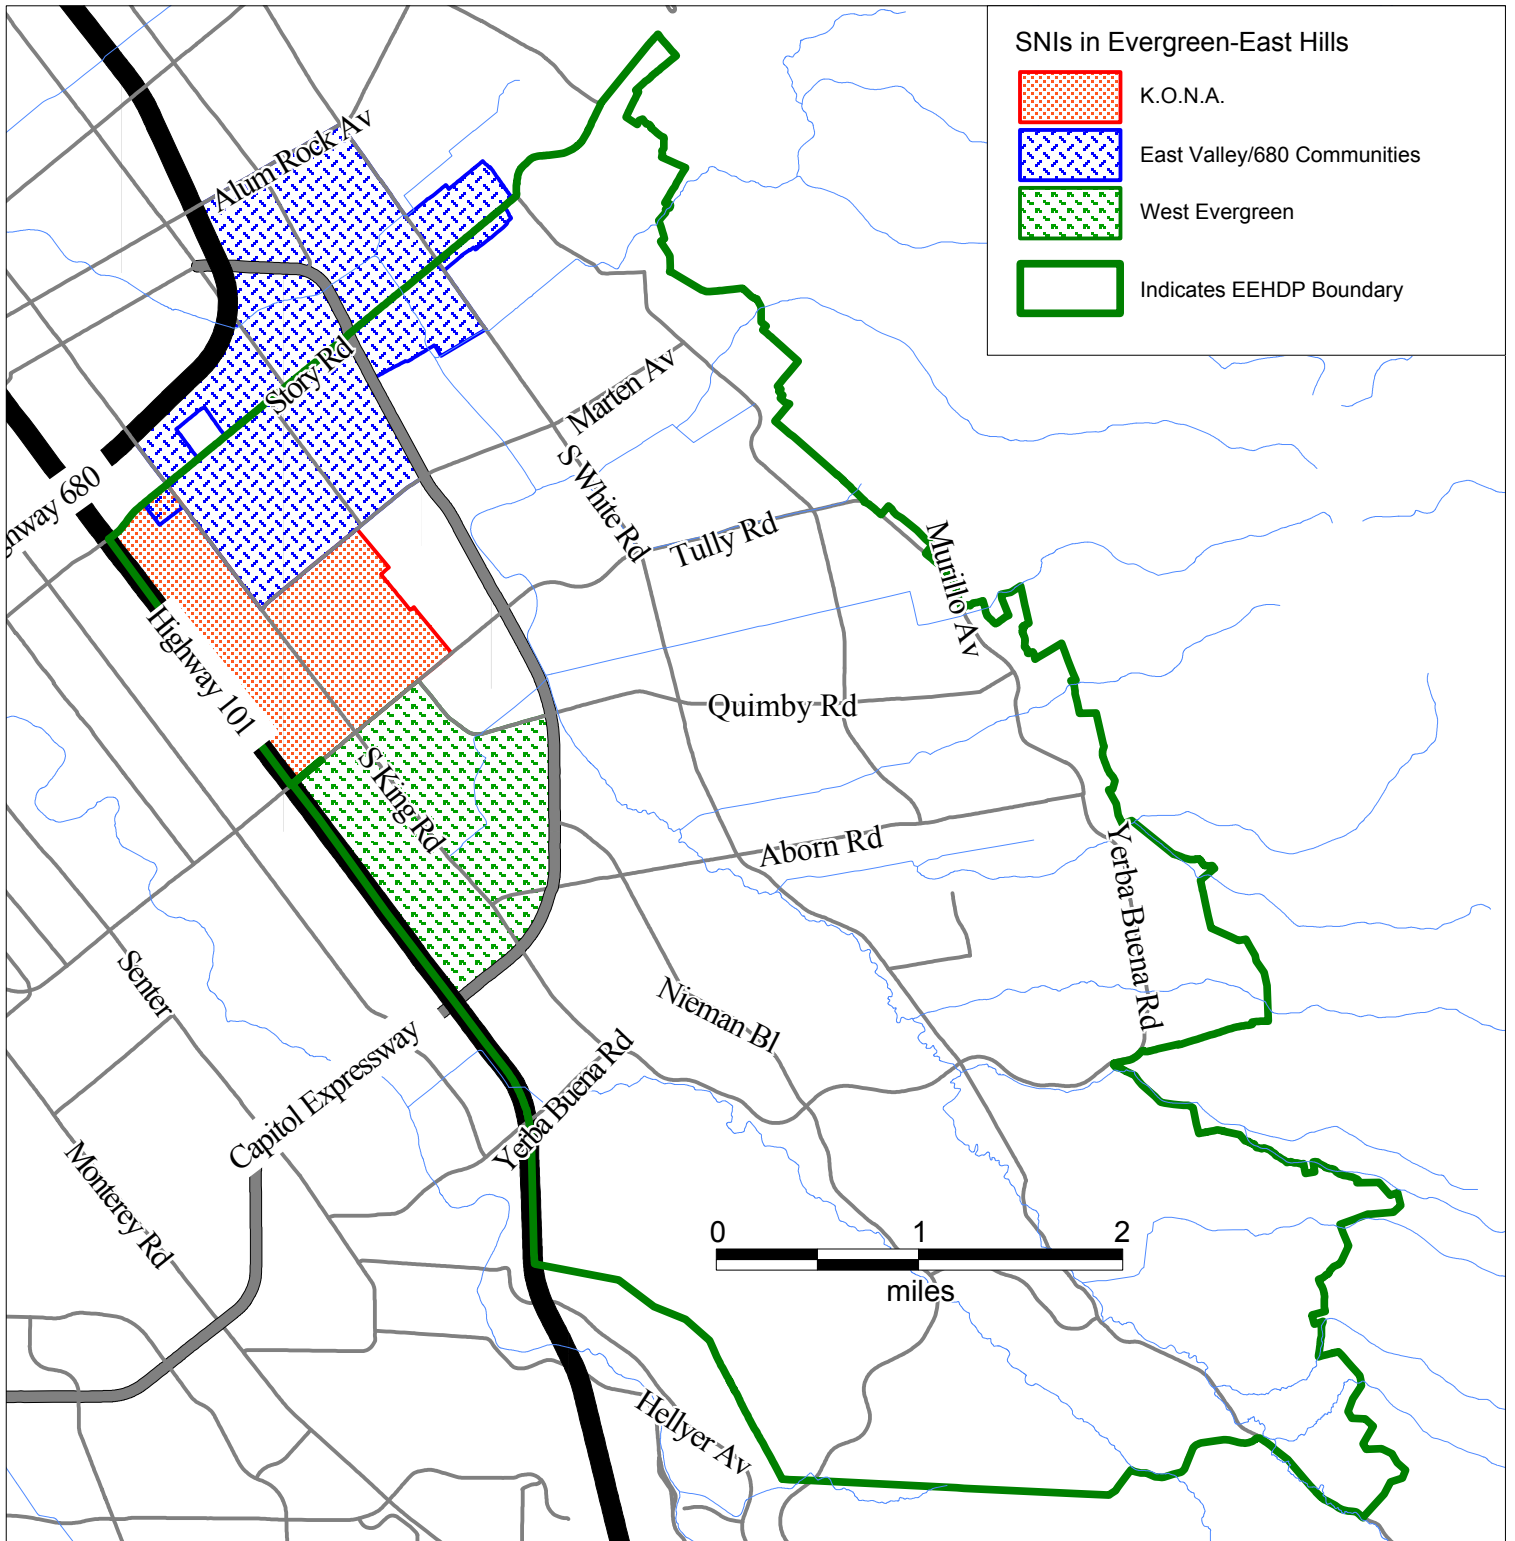 SNIs in Evergreen-East Hills
K.O.N.A.
East Valley/680 Communities
West Evergreen
Indicates EEHDP Boundary
Alum Rock Av
Story Rd
Marten Av
S White Rd
Tully Rd
Murillo Av
680
Highway 101
Quimby Rd
S King Rd
Aborn Rd
Yerba Buena Rd
Senter
Nieman Bl
Capitol Expressway
Yerba Buena Rd
Monterey Rd
0 1 2
miles
Hellyer Av